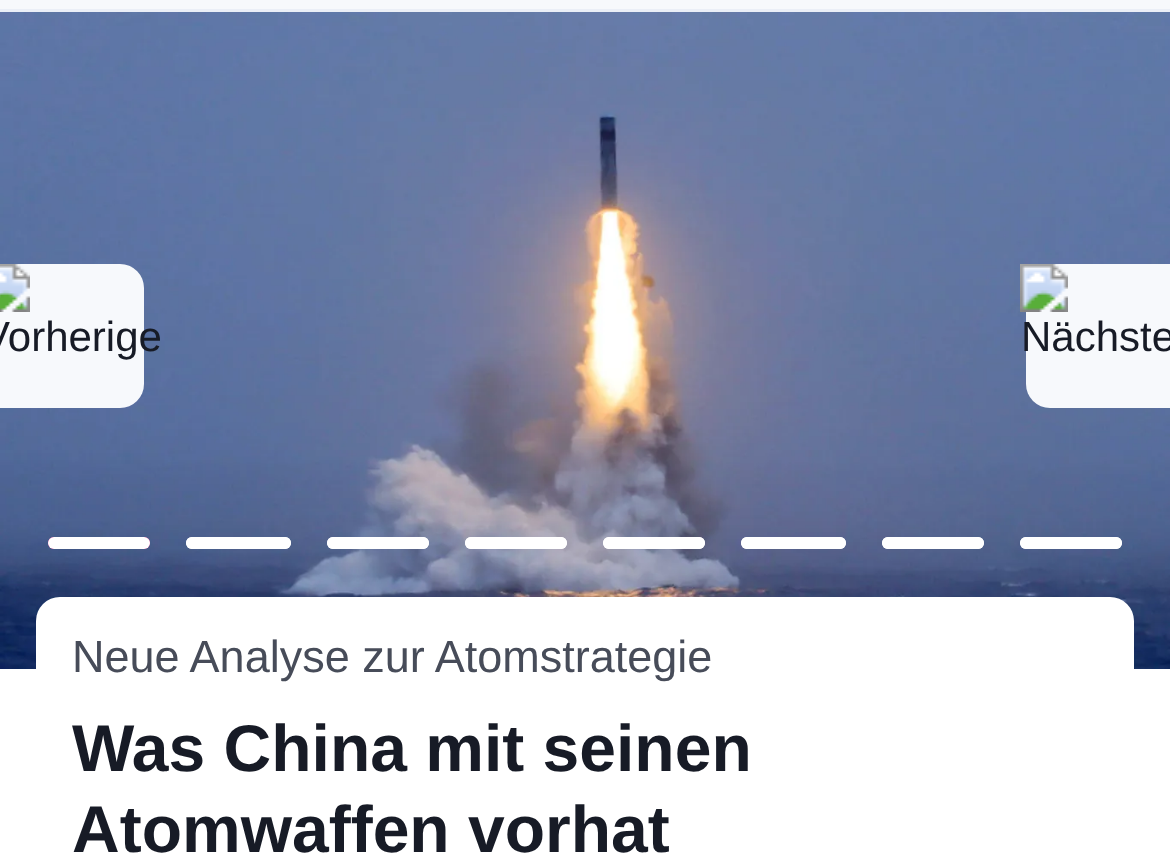 Vorherige
Nächste
Neue Analyse zur Atomstrategie
Was China mit seinen
Atomwaffen vorhat